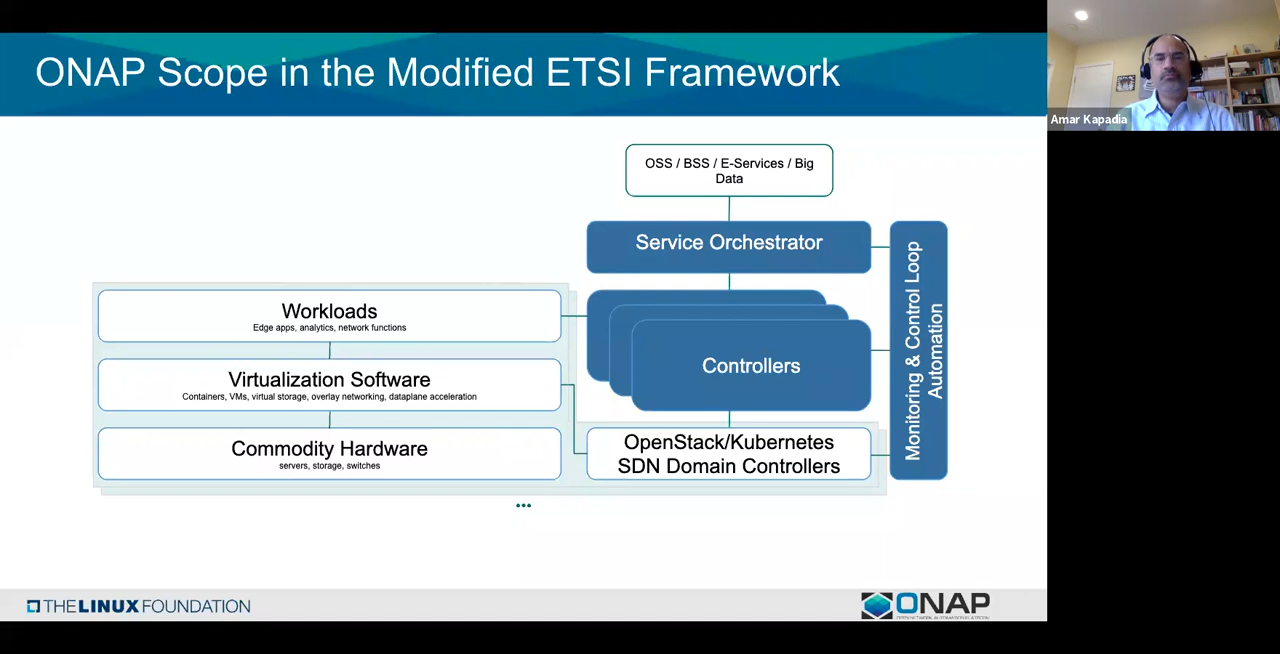 ONAP Scope in the Modified ETSI Framework
Amar Kapadia
OSS / BSS / E-Services / Big
Data
Service Orchestrator
Monitoring & Control Loop
Automation
Workloads
Edge apps, analytics, network functions
Controllers
Virtualization Software
Containers, VMs, virtual storage, overlay networking, dataplane acceleration
Commodity Hardware
servers, storage, switches
OpenStack/Kubernetes
SDN Domain Controllers
...
THE LINUX FOUNDATION
ONAP